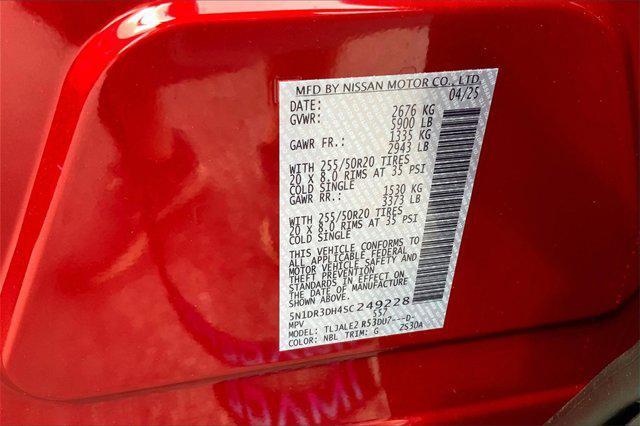 MFD BY NISSAN MOTOR CO., LTD.
DATE: 04/25
GVWR: 2676 KG
5900 LB
GAWR FR.: 1335 KG
2943 LB
WITH 255/50R20 TIRES
20 X 8.0 RIMS AT 35 PSI
COLD SINGLE
GAWR RR.: 1530 KG
3373 LB
WITH 255/50R20 TIRES
20 X 8.0 RIMS AT 35 PSI
COLD SINGLE
THIS VEHICLE CONFORMS TO
ALL APPLICABLE FEDERAL
MOTOR VEHICLE SAFETY AND
THEFT PREVENTION
STANDARDS IN EFFECT ON
THE DATE OF MANUFACTURE
SHOWN ABOVE.
5N1DR3DH4SC249228
MPV 557
MODEL: TLJALE2 R53DU7---D-
COLOR: NBL TRIM: G 2S30A